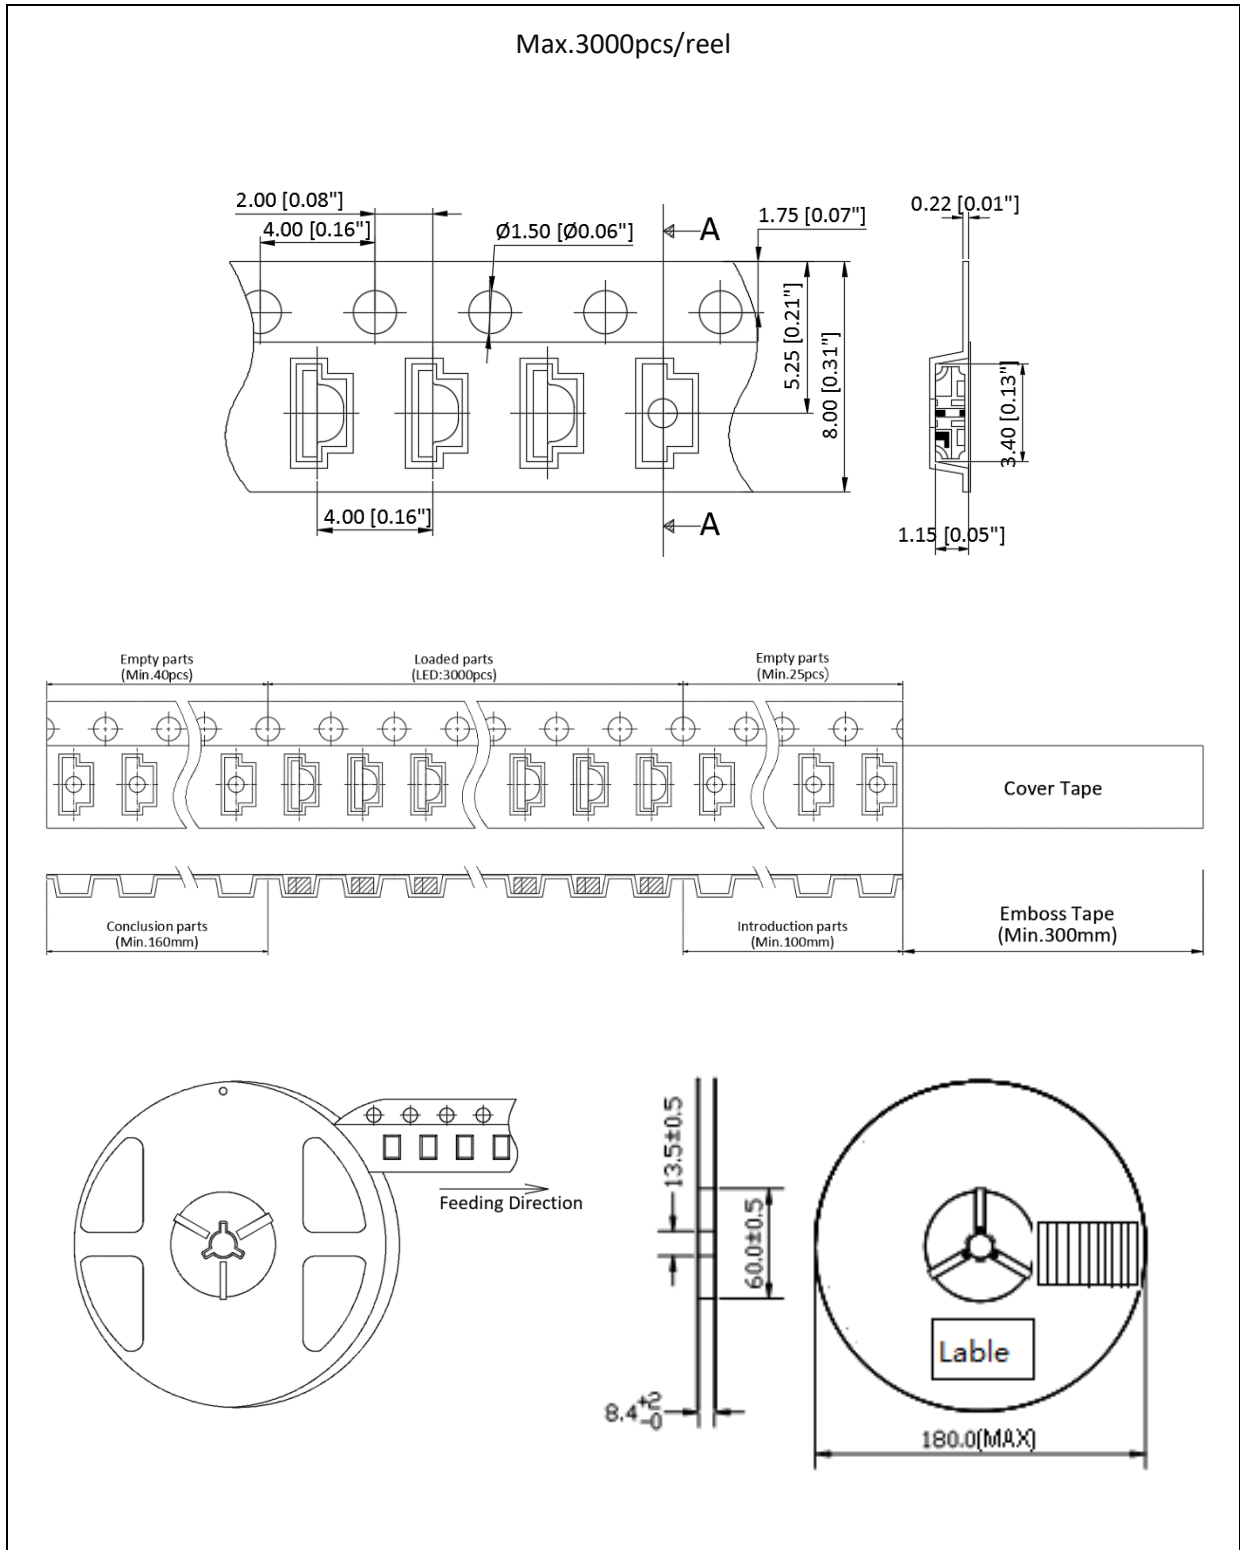 Max.3000pcs/reel
2.00 [0.08"]
4.00 [0.16"]
Ø1.50 [Ø0.06"]
A
1.75 [0.07"]
0.22 [0.01"]
5.25 [0.21"]
8.00 [0.31"]
3.40 [0.13"]
4.00 [0.16"]
A
1.15 [0.05"]
Empty parts
(Min.40pcs)
Loaded parts
(LED:3000pcs)
Empty parts
(Min.25pcs)
Cover Tape
Conclusion parts
(Min.160mm)
Introduction parts
(Min.100mm)
Emboss Tape
(Min.300mm)
Feeding Direction
13.5±0.5
60.0±0.5
Lable
8.4+2-0
180.0(MAX)